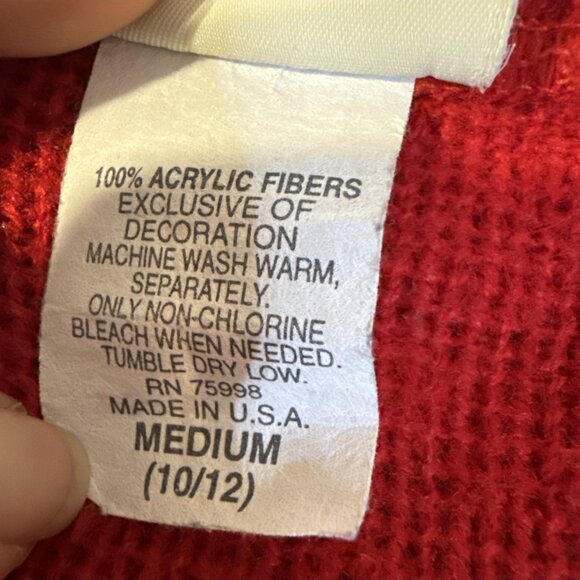 100% ACRYLIC FIBERS
EXCLUSIVE OF
DECORATION
MACHINE WASH WARM,
SEPARATELY.
ONLY NON-CHLORINE
BLEACH WHEN NEEDED.
TUMBLE DRY LOW.
RN 75998
MADE IN U.S.A.
MEDIUM
(10/12)